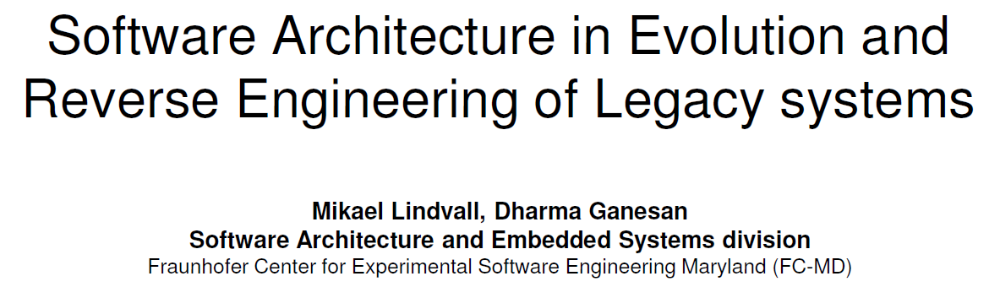 Software Architecture in Evolution and
Reverse Engineering of Legacy systems
Mikael Lindvall, Dharma Ganesan
Software Architecture and Embedded Systems division
Fraunhofer Center for Experimental Software Engineering Maryland (FC-MD)